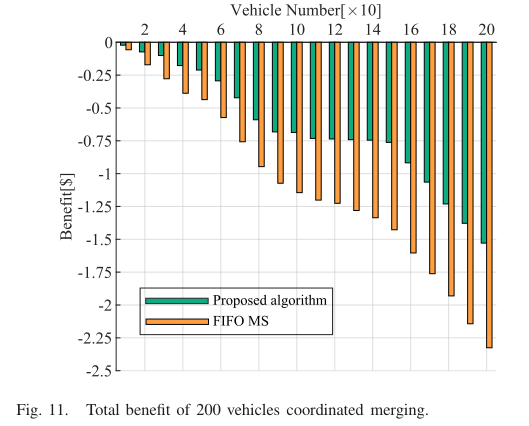 Vehicle Number[×10]
2 4 6 8 10 12 14 16 18 20
0
-0.25
-0.5
-0.75
-1
-1.25
-1.5
-1.75
-2
-2.25
-2.5
Benefit[$]
Proposed algorithm
FIFO MS
Fig. 11. Total benefit of 200 vehicles coordinated merging.